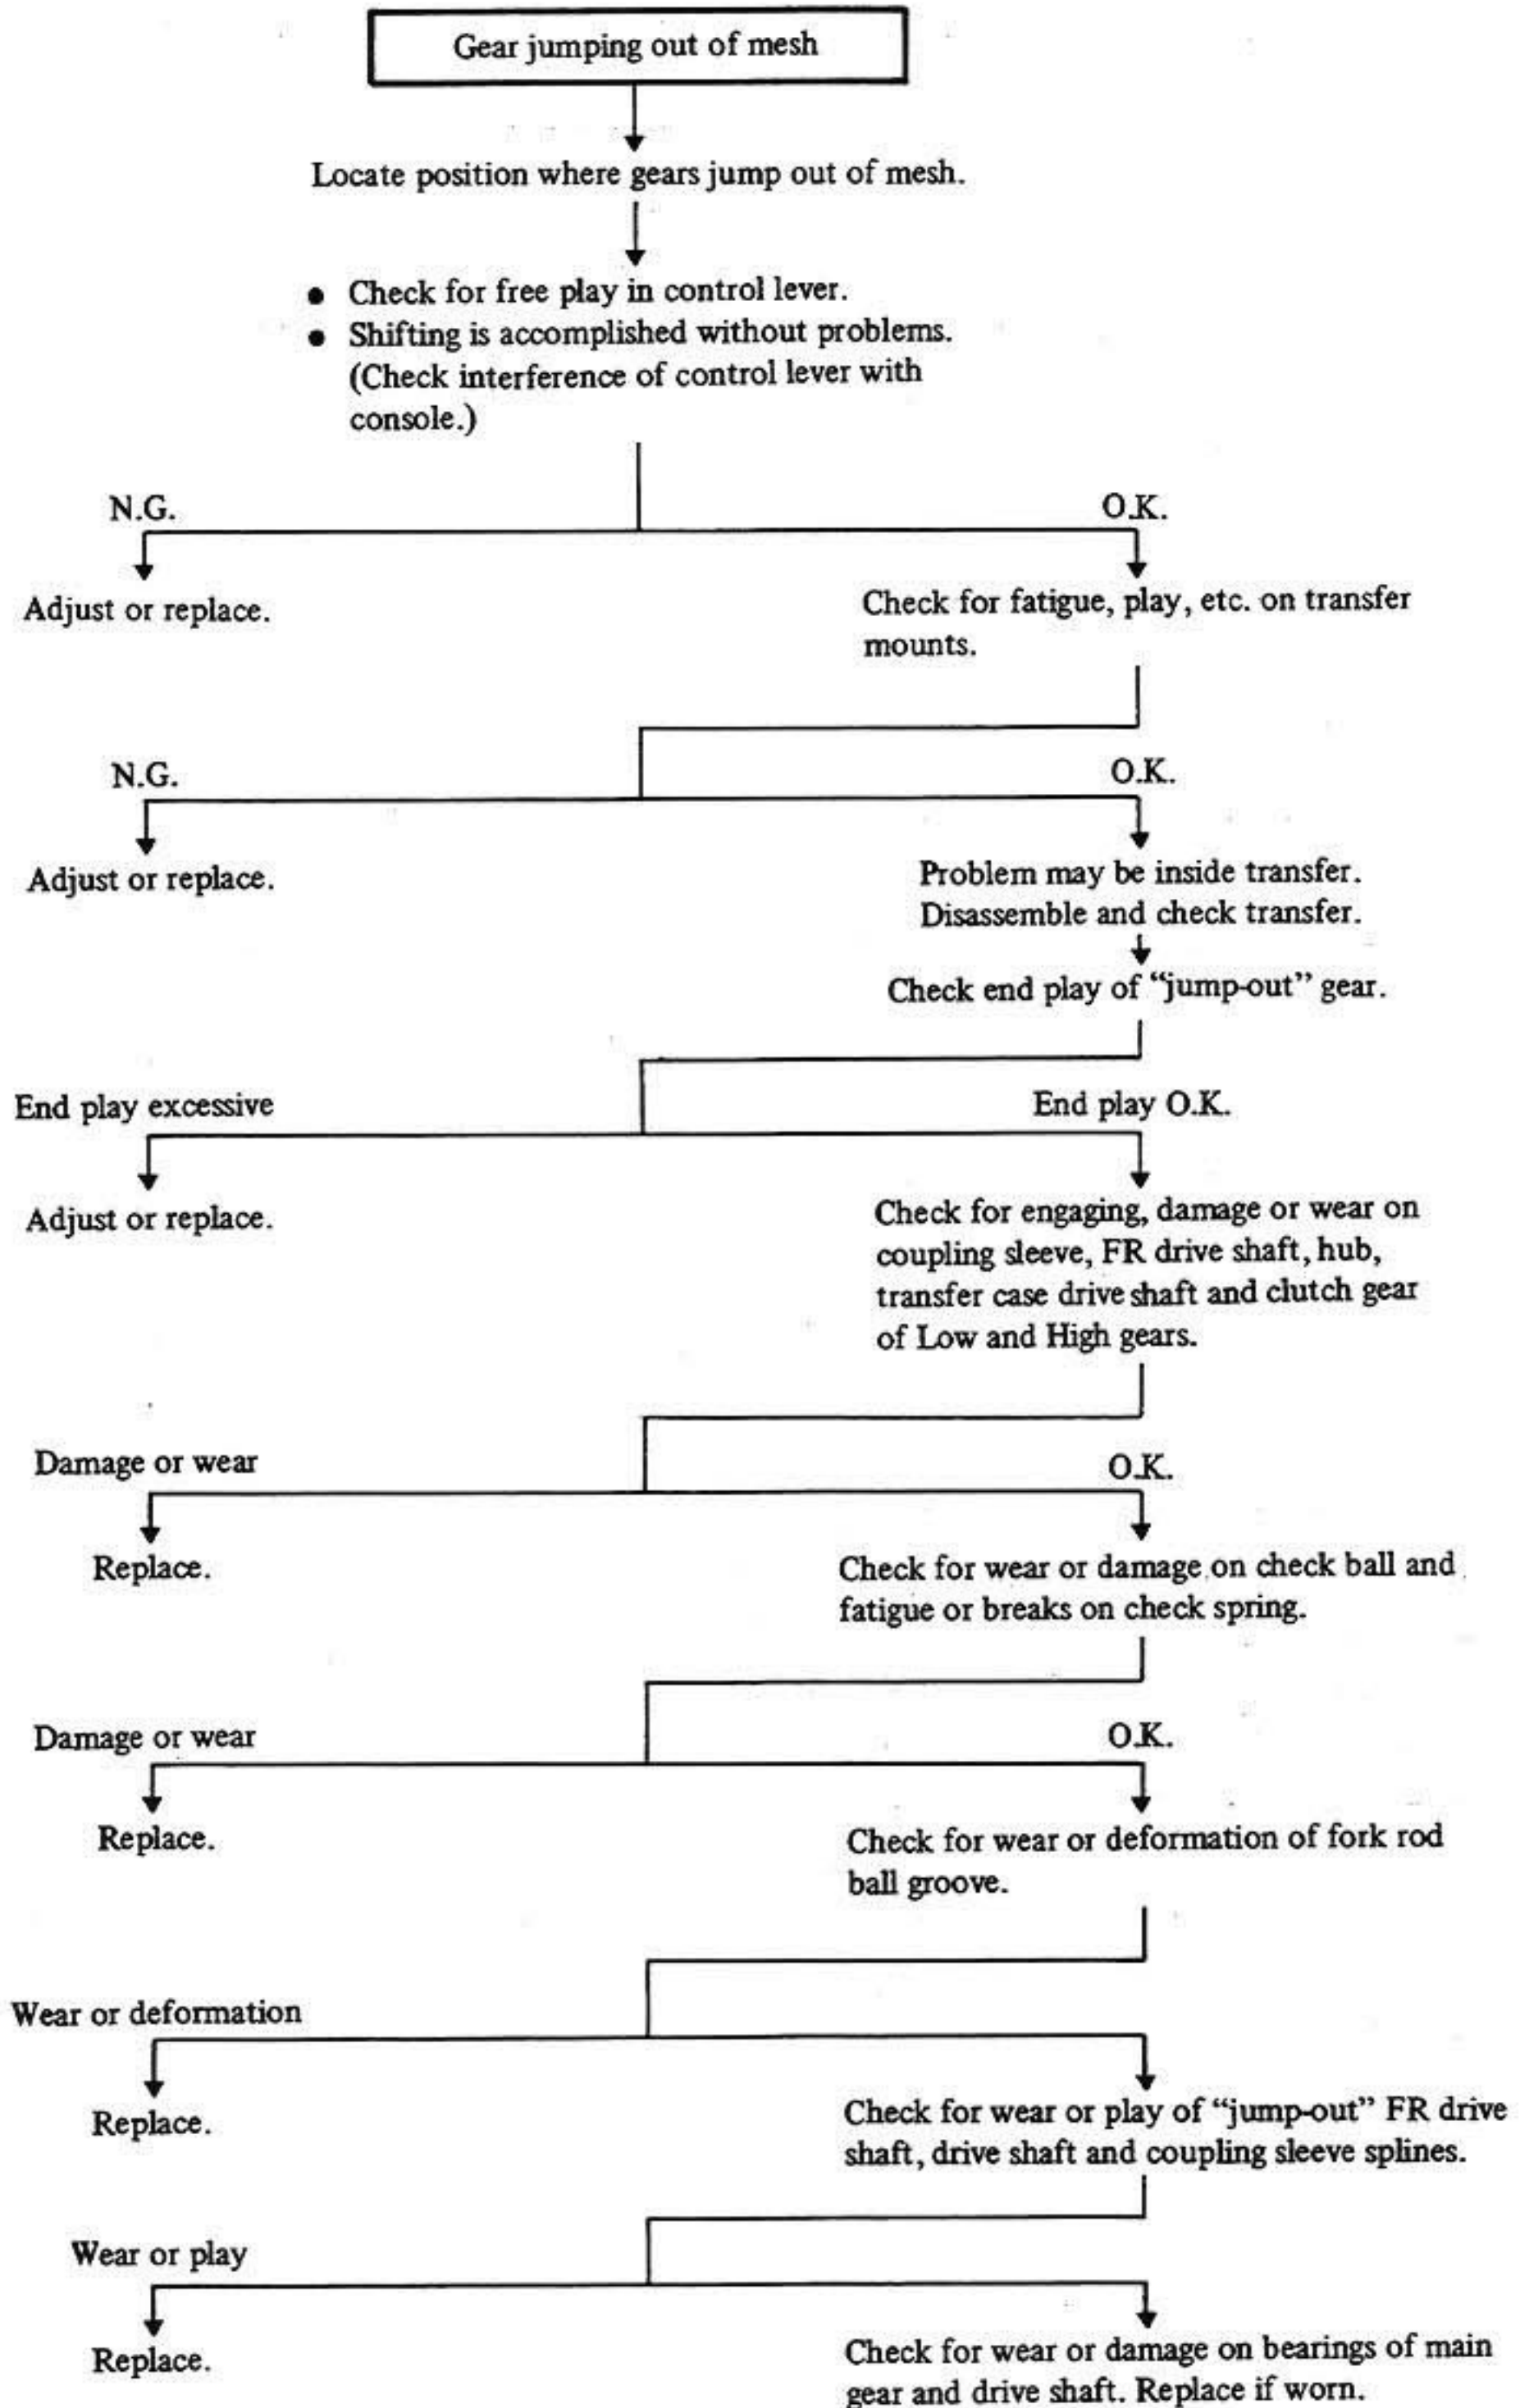 Gear jumping out of mesh
Locate position where gears jump out of mesh.
● Check for free play in control lever.
● Shifting is accomplished without problems.
(Check interference of control lever with
console.)
N.G.
O.K.
Adjust or replace.
Check for fatigue, play, etc. on transfer
mounts.
N.G.
O.K.
Adjust or replace.
Problem may be inside transfer.
Disassemble and check transfer.
Check end play of “jump-out” gear.
End play excessive
End play O.K.
Adjust or replace.
Check for engaging, damage or wear on
coupling sleeve, FR drive shaft, hub,
transfer case drive shaft and clutch gear
of Low and High gears.
Damage or wear
O.K.
Replace.
Check for wear or damage on check ball and
fatigue or breaks on check spring.
Damage or wear
O.K.
Replace.
Check for wear or deformation of fork rod
ball groove.
Wear or deformation
Replace.
Check for wear or play of “jump-out” FR drive
shaft, drive shaft and coupling sleeve splines.
Wear or play
Replace.
Check for wear or damage on bearings of main
gear and drive shaft. Replace if worn.